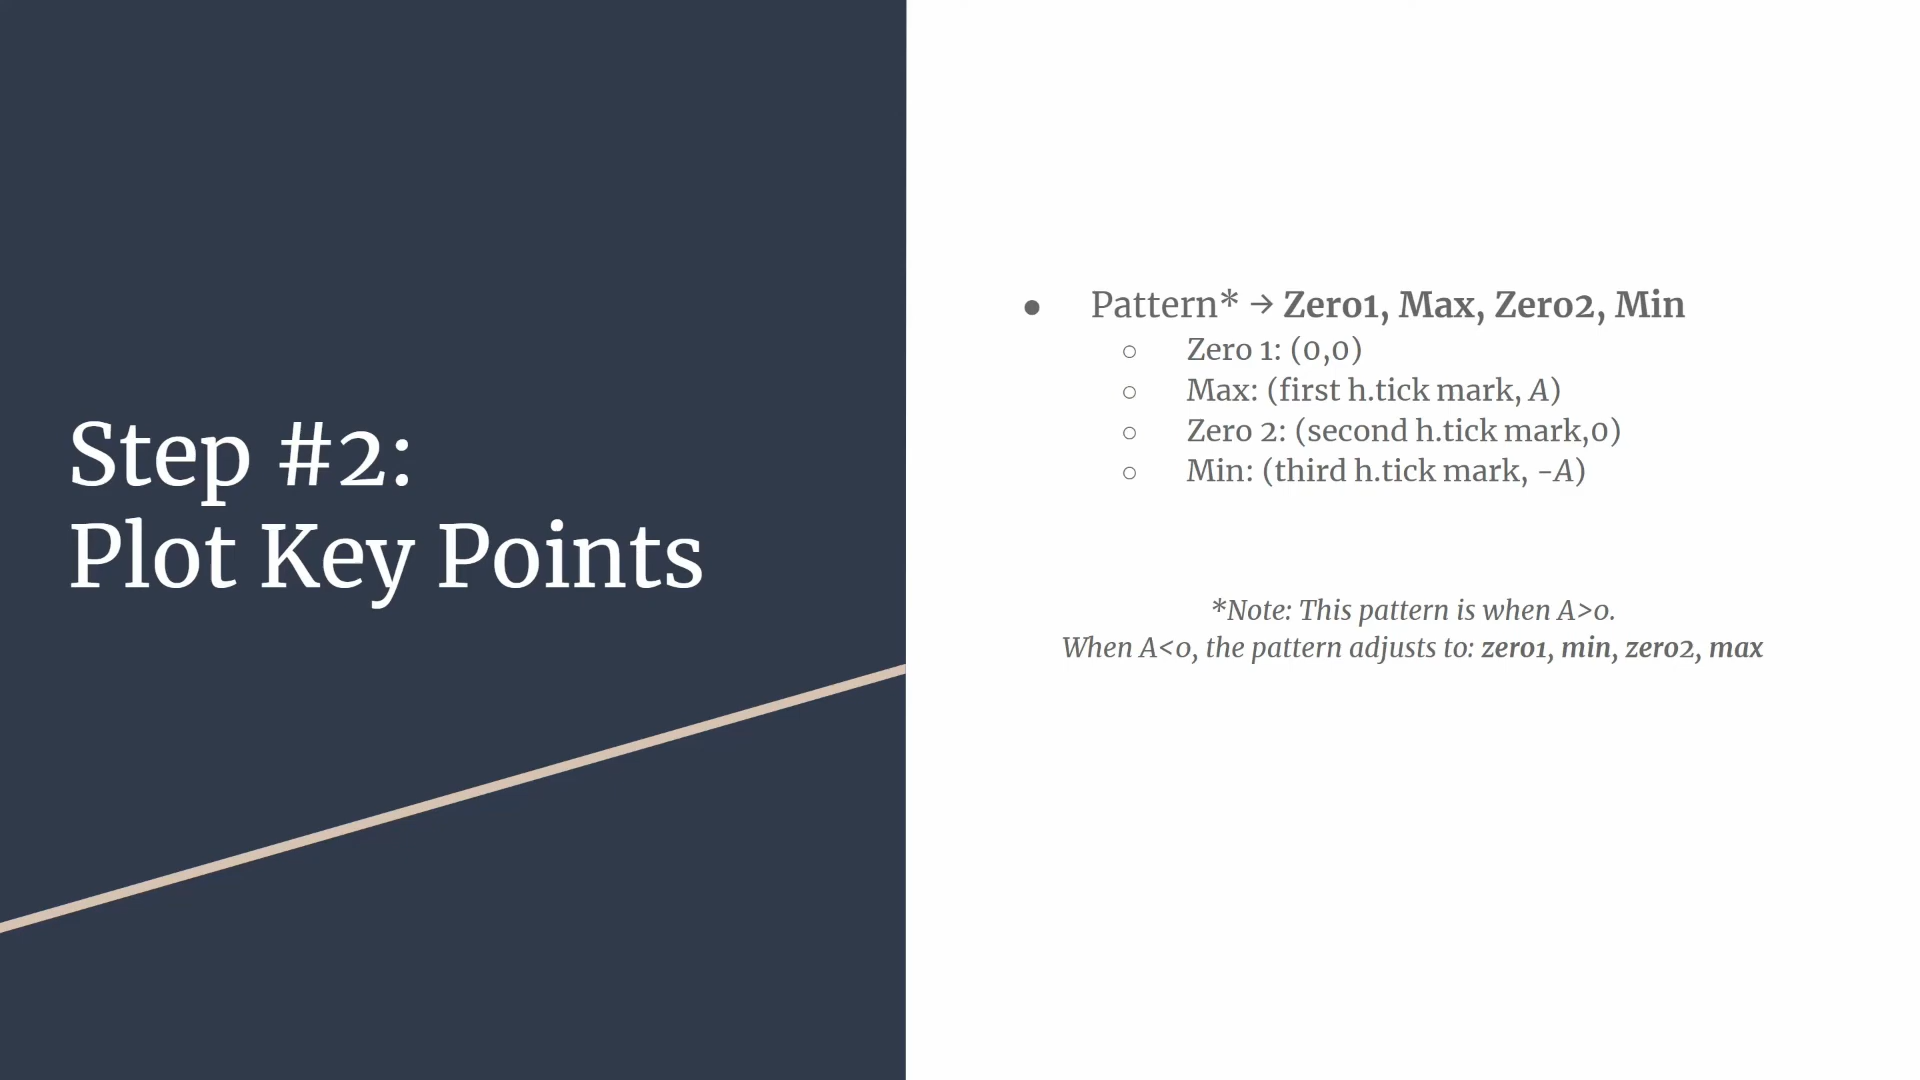 Step #2:
Plot Key Points
● Pattern* → Zero1, Max, Zero2, Min
○ Zero 1: (0,0)
○ Max: (first h.tick mark, A)
○ Zero 2: (second h.tick mark,0)
○ Min: (third h.tick mark, -A)
*Note: This pattern is when A>0.
When A<0, the pattern adjusts to: zero1, min, zero2, max